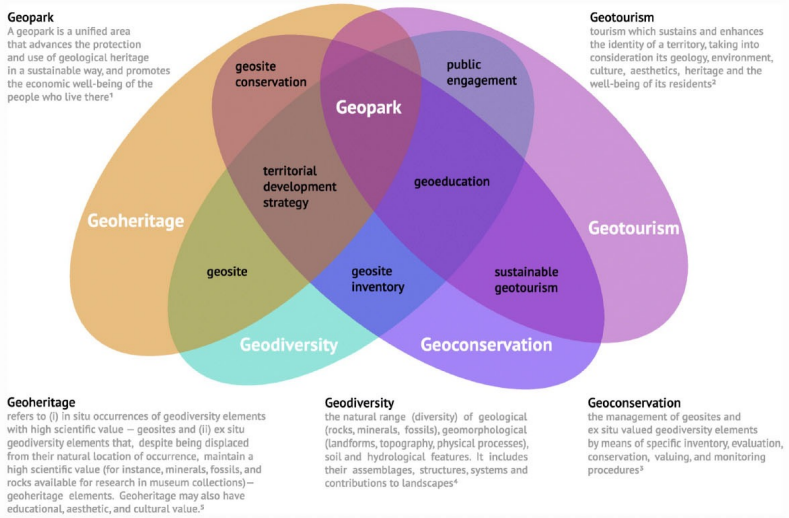 Geopark
A geopark is a unified area
that advances the protection
and use of geological heritage
in a sustainable way, and promotes
the economic well-being of the
people who live there¹
Geotourism
tourism which sustains and enhances
the identity of a territory, taking into
consideration its geology, environment,
culture, aesthetics, heritage and the
well-being of its residents²
geosite
conservation
public
engagement
Geopark
territorial
development
strategy
geoeducation
Geoheritage
Geotourism
geosite
geosite
inventory
sustainable
geotourism
Geodiversity
Geoconservation
Geoheritage
refers to (i) in situ occurrences of geodiversity elements
with high scientific value — geosites and (ii) ex situ
geodiversity elements that, despite being displaced
from their natural location of occurrence, maintain a
high scientific value (for instance, minerals, fossils, and
rocks available for research in museum collections)—
geoheritage elements. Geoheritage may also have
educational, aesthetic, and cultural value.⁵
Geodiversity
the natural range (diversity) of geological
(rocks, minerals, fossils), geomorphological
(landforms, topography, physical processes),
soil and hydrological features. It includes
their assemblages, structures, systems and
contributions to landscapes⁴
Geoconservation
the management of geosites and
ex situ valued geodiversity elements
by means of specific inventory, evaluation,
conservation, valuing, and monitoring
procedures³